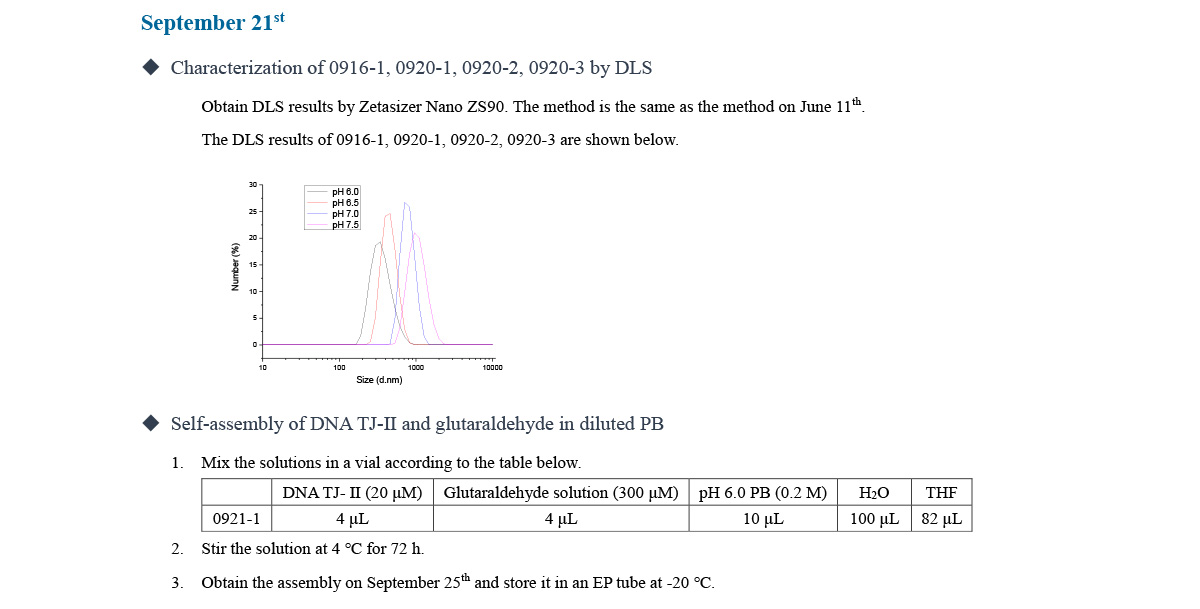 September 21st
◆ Characterization of 0916-1, 0920-1, 0920-2, 0920-3 by DLS
Obtain DLS results by Zetasizer Nano ZS90. The method is the same as the method on June 11th.
The DLS results of 0916-1, 0920-1, 0920-2, 0920-3 are shown below.
30
25
20
15
10
5
0
Number (%)
pH 6.0
pH 6.5
pH 7.0
pH 7.5
10 100 1000 10000
Size (d.nm)
◆ Self-assembly of DNA TJ-II and glutaraldehyde in diluted PB
1. Mix the solutions in a vial according to the table below.
DNA TJ- II (20 μM) Glutaraldehyde solution (300 μM) pH 6.0 PB (0.2 M) H₂O THF
0921-1 4 μL 4 μL 10 μL 100 μL 82 μL
2. Stir the solution at 4 °C for 72 h.
3. Obtain the assembly on September 25th and store it in an EP tube at -20 °C.